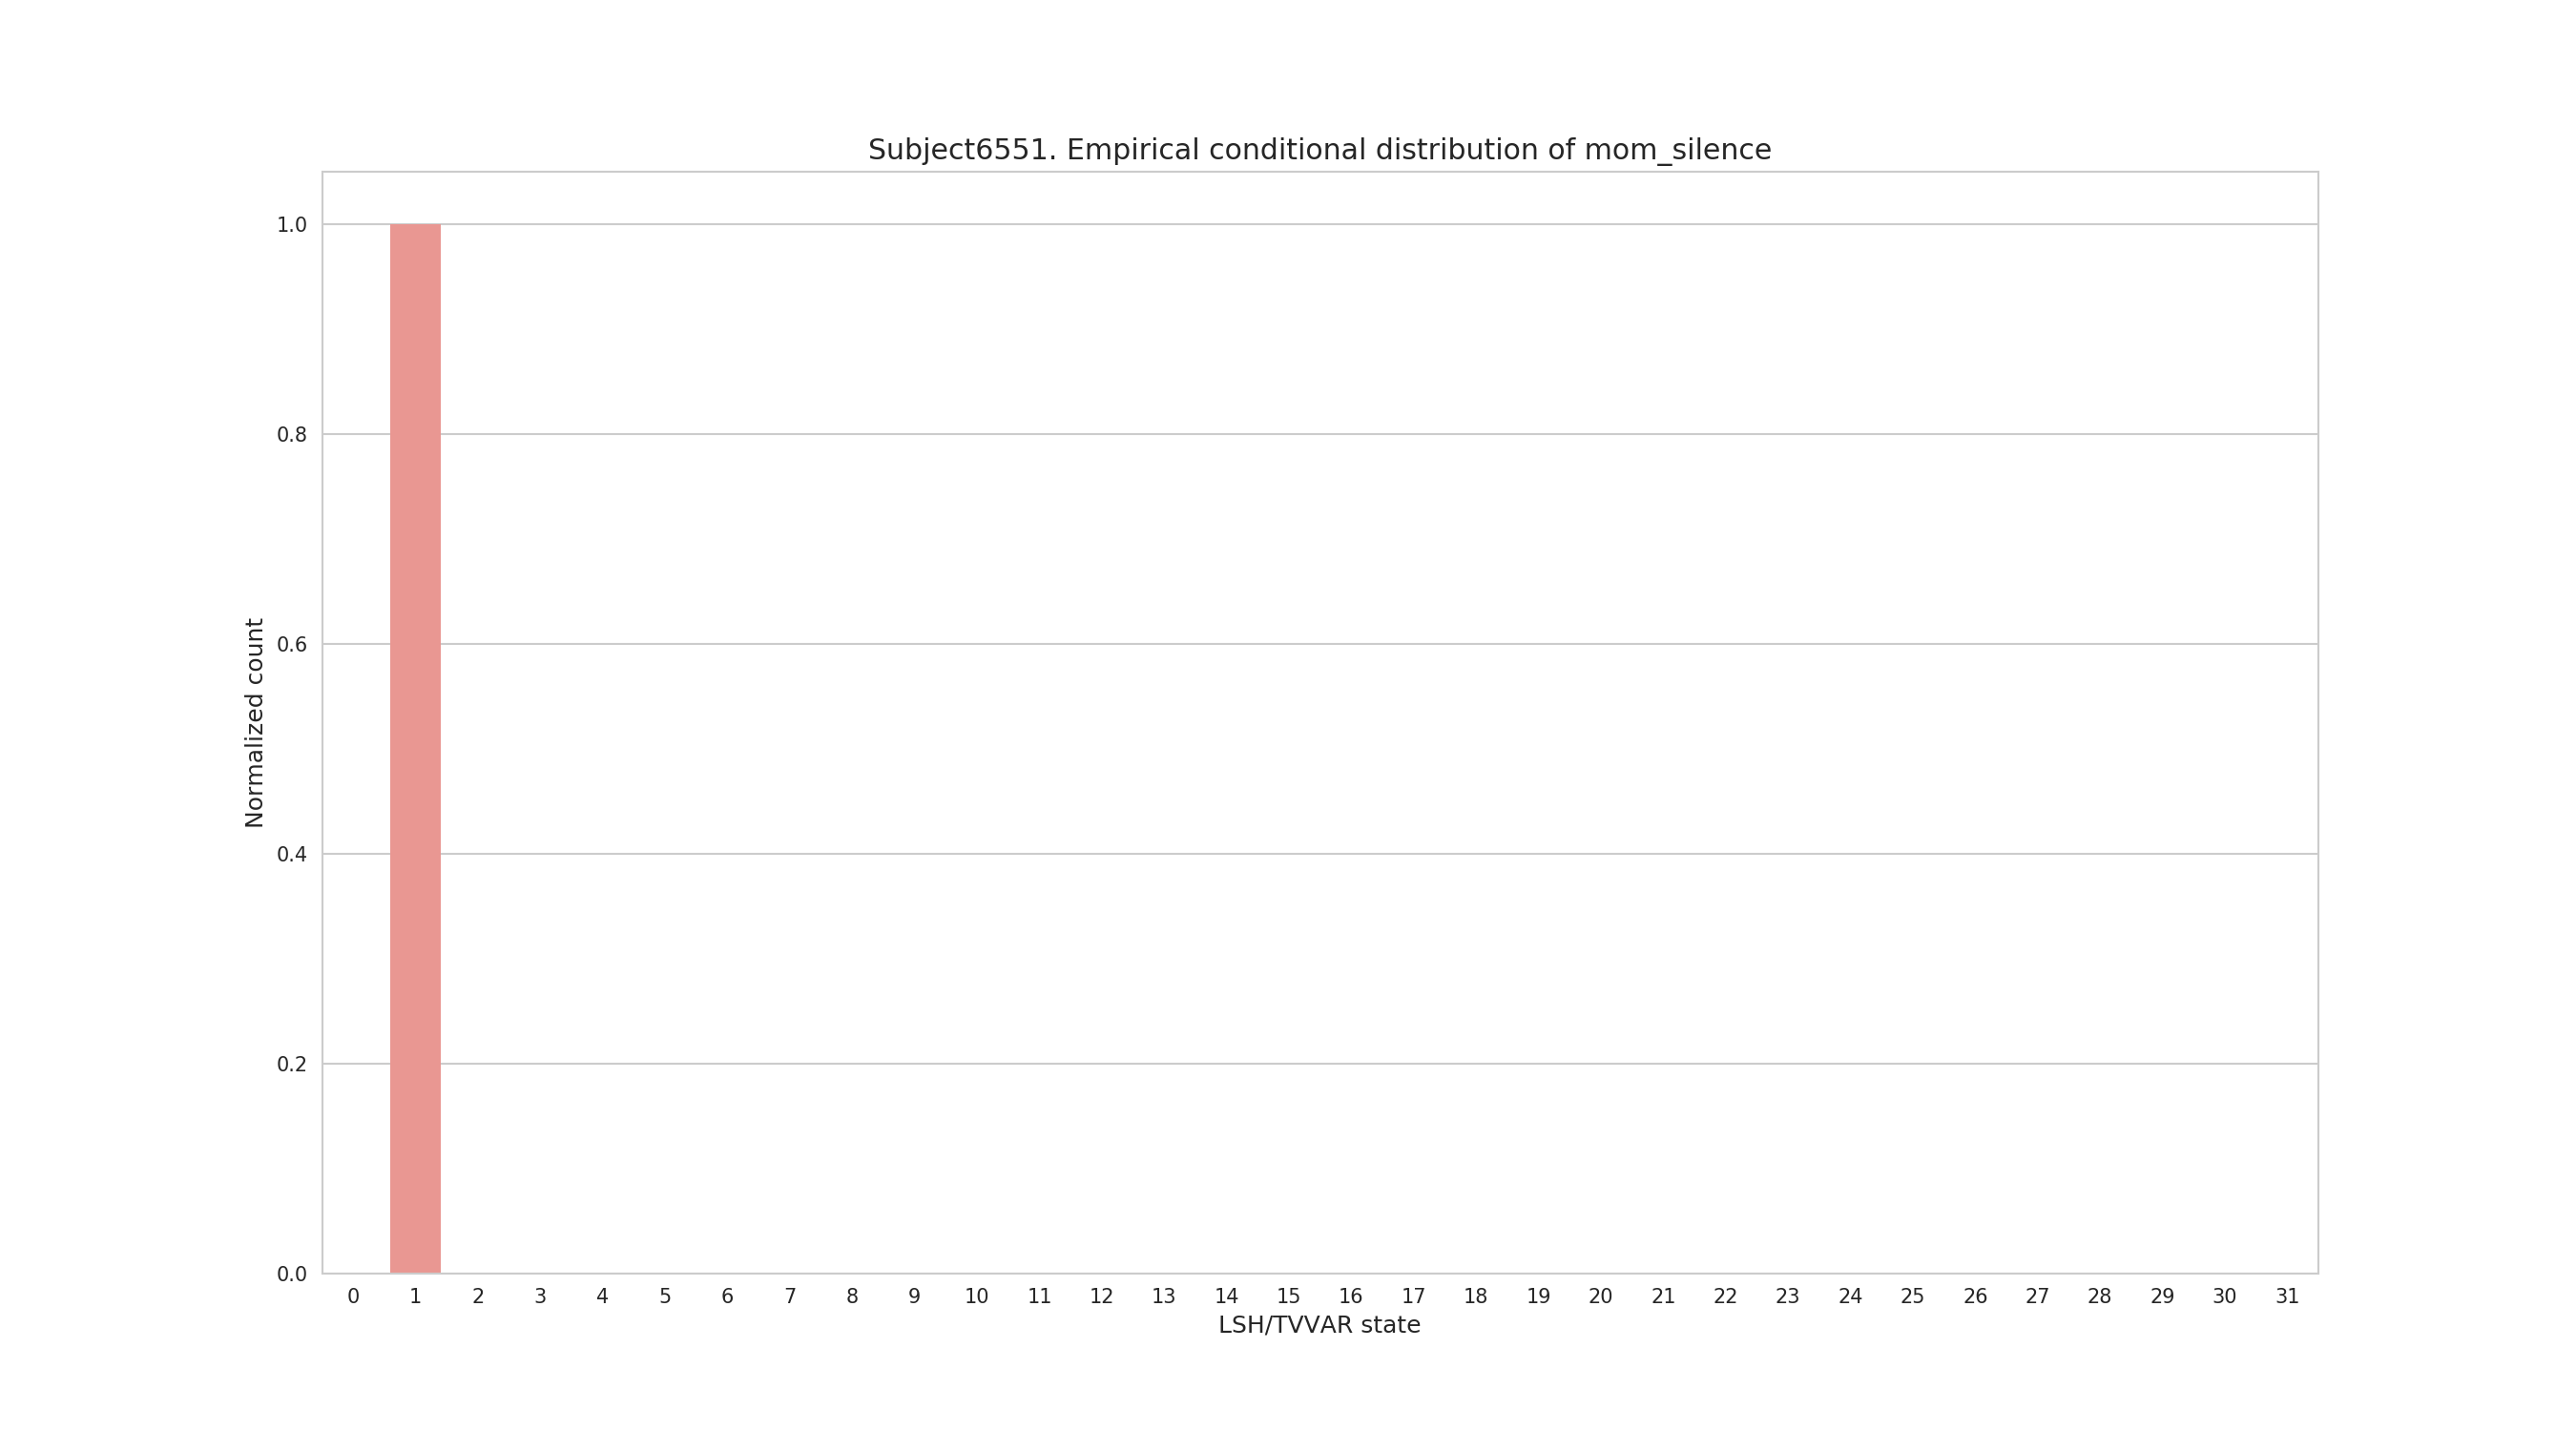 Subject6551. Empirical conditional distribution of mom_silence
1.0
0.8
0.6
0.4
0.2
0.0
Normalized count
0 1 2 3 4 5 6 7 8 9 10 11 12 13 14 15 16 17 18 19 20 21 22 23 24 25 26 27 28 29 30 31
LSH/TVVAR state